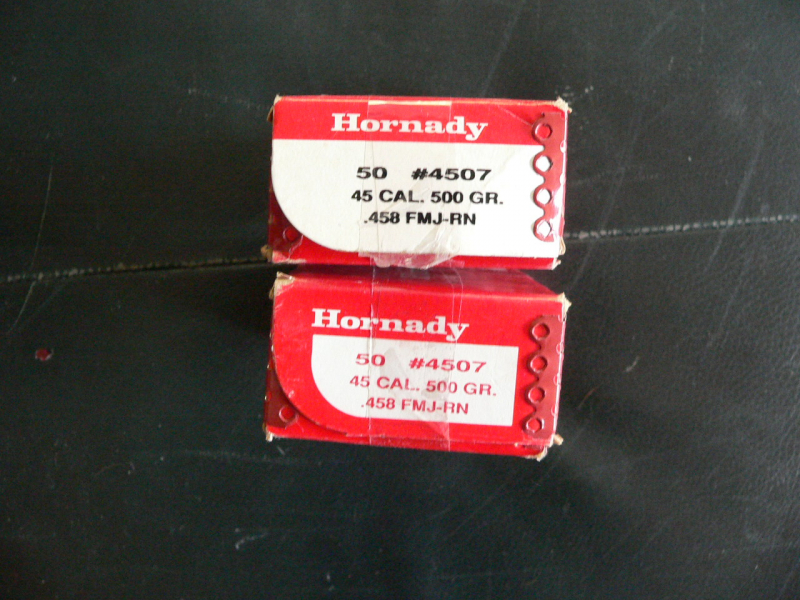 Hornady
50 #4507
45 CAL. 500 GR.
.458 FMJ-RN
Hornady
50 #4507
45 CAL. 500 GR.
.458 FMJ-RN